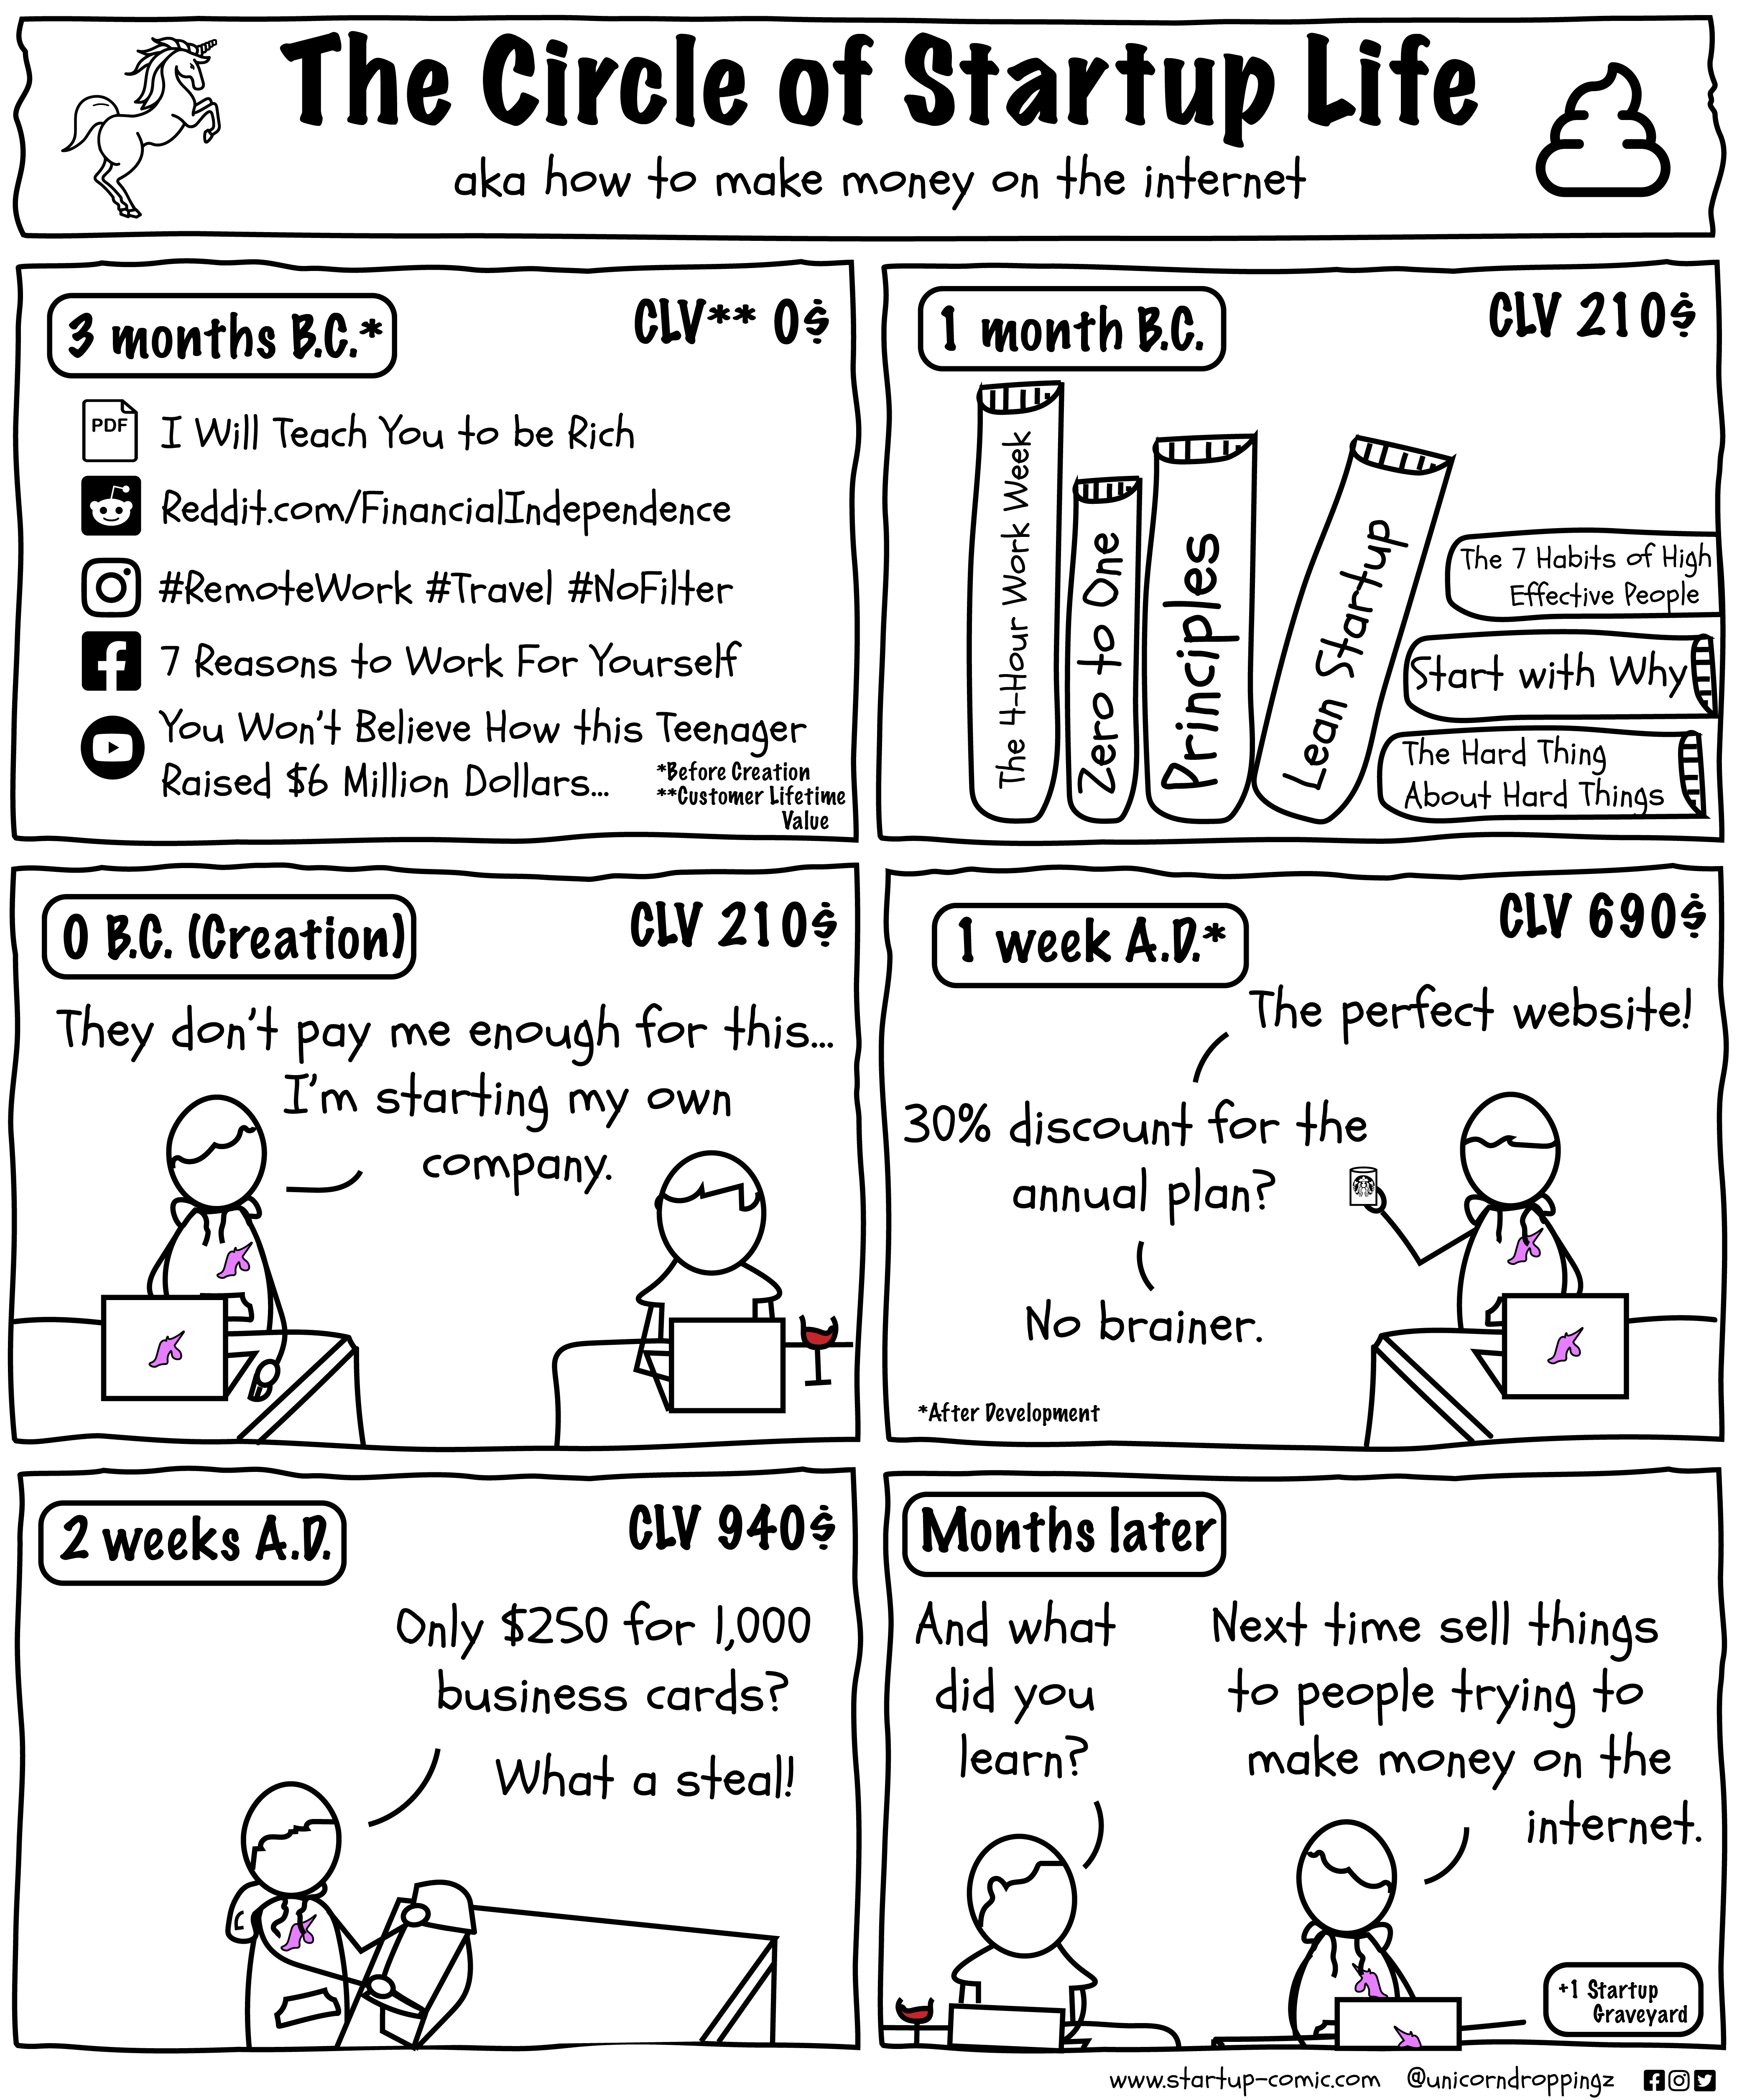 The Circle of Startup Life
aka how to make money on the internet
3 months B.C.*
CLV** 0$
PDF
I Will Teach You to be Rich
Reddit.com/FinancialIndependence
#RemoteWork #Travel #NoFilter
7 Reasons to Work For Yourself
You Won't Believe How this Teenager
Raised $6 Million Dollars...
*Before Creation
**Customer Lifetime
Value
1 month B.C.
CLV 210$
The 4-Hour Work Week
Zero to One
Principles
Lean Startup
The 7 Habits of High
Effective People
Start with Why
The Hard Thing
About Hard Things
0 B.C. (Creation)
CLV 210$
They don't pay me enough for this...
I'm starting my own
company.
1 week A.D.*
CLV 690$
The perfect website!
30% discount for the
annual plan?
No brainer.
*After Development
2 weeks A.D.
CLV 940$
Only $250 for 1,000
business cards?
What a steal!
Months later
And what
did you
learn?
Next time sell things
to people trying to
make money on the
internet.
+1 Startup
Graveyard
www.startup-comic.com @unicorndroppingz